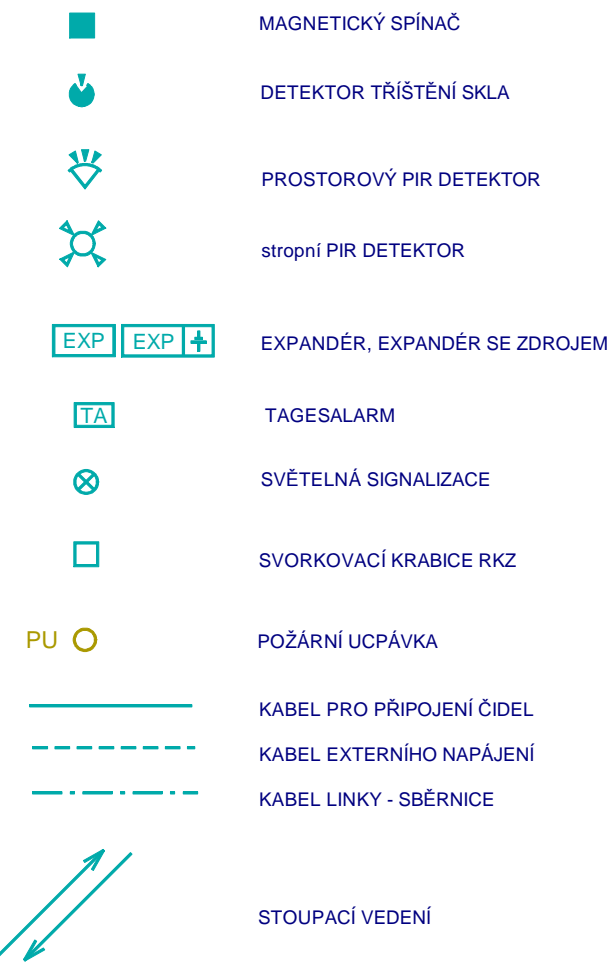 MAGNETICKÝ SPÍNAČ
DETEKTOR TŘÍŠTĚNÍ SKLA
PROSTOROVÝ PIR DETEKTOR
stropní PIR DETEKTOR
EXP EXP EXPANDÉR, EXPANDÉR SE ZDROJEM
TA TAGESALARM
SVĚTELNÁ SIGNALIZACE
SVORKOVACÍ KRABICE RKZ
PU POŽÁRNÍ UCPÁVKA
KABEL PRO PŘIPOJENÍ ČIDEL
KABEL EXTERNÍHO NAPÁJENÍ
KABEL LINKY - SBĚRNICE
STOUPACÍ VEDENÍ